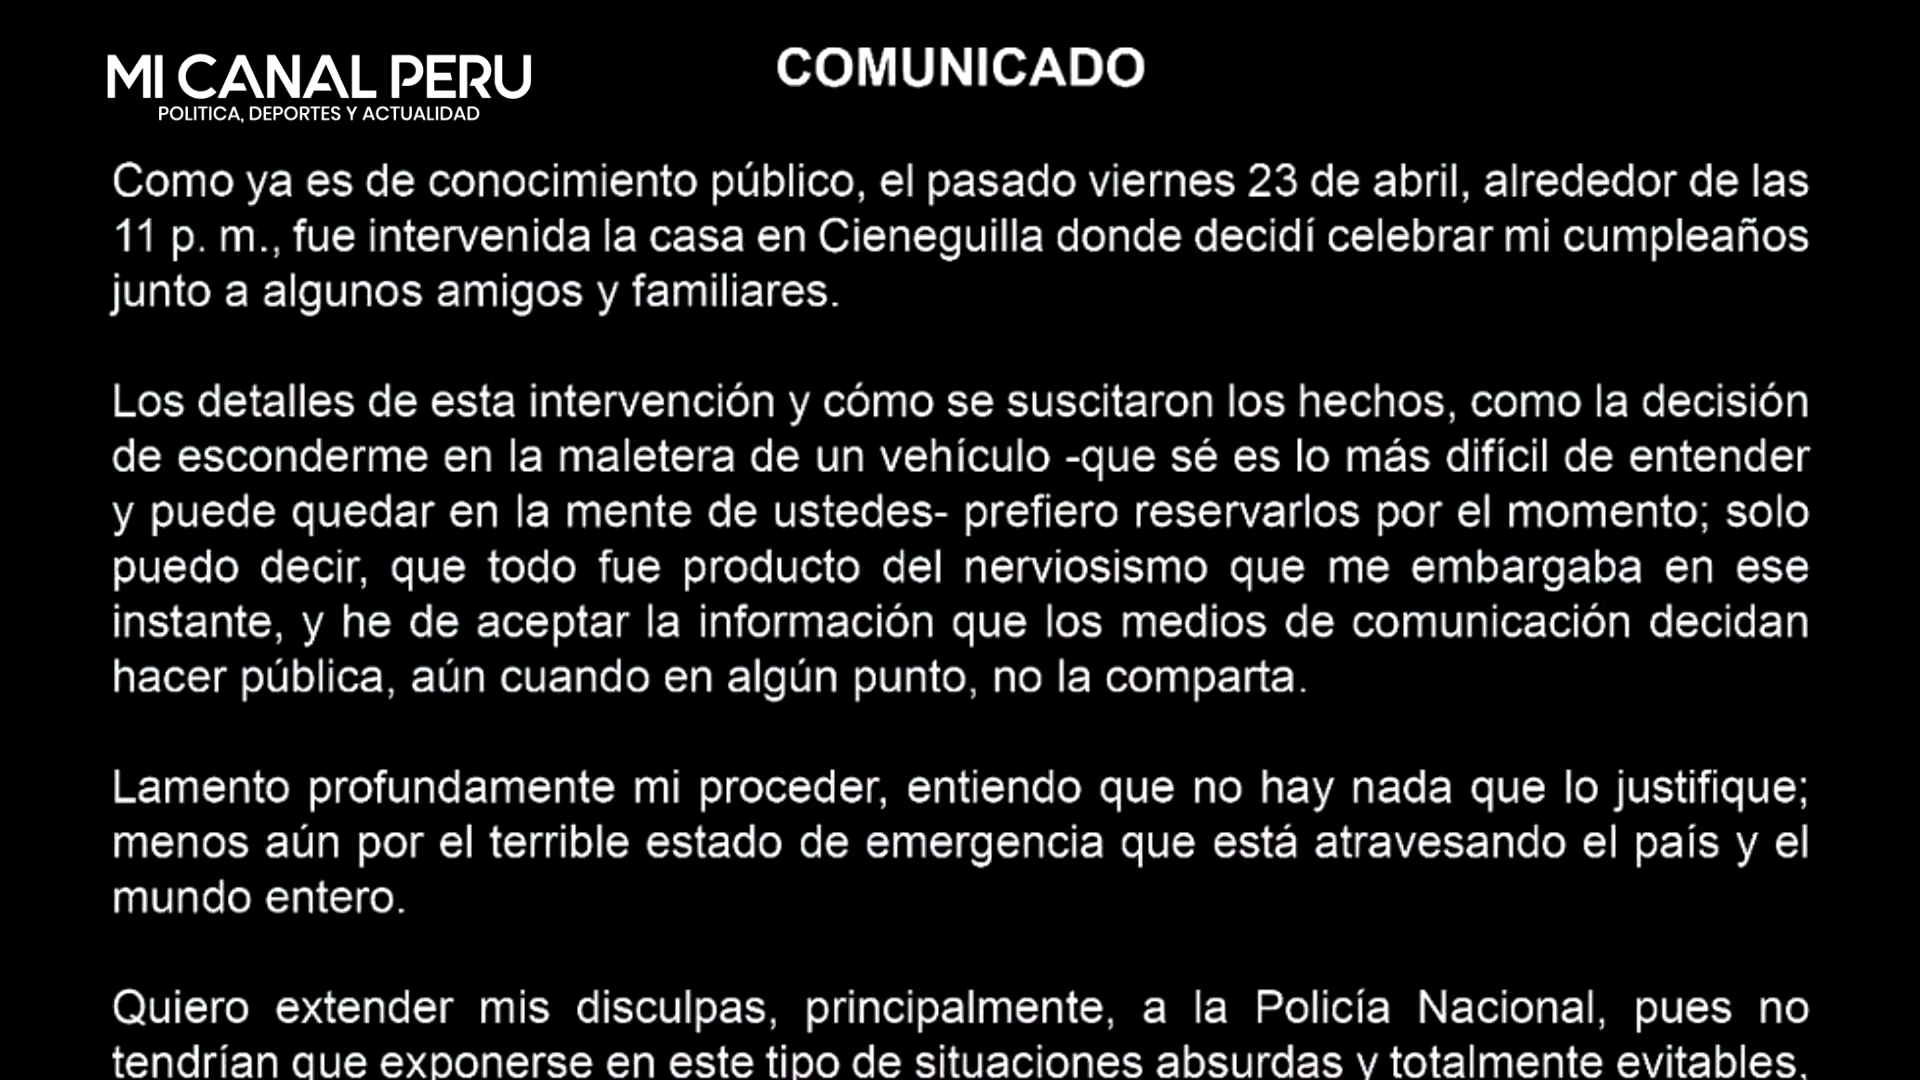 MI CANAL PERU
POLITICA, DEPORTES Y ACTUALIDAD
COMUNICADO
Como ya es de conocimiento público, el pasado viernes 23 de abril, alrededor de las
11 p. m., fue intervenida la casa en Cieneguilla donde decidí celebrar mi cumpleaños
junto a algunos amigos y familiares.
Los detalles de esta intervención y cómo se suscitaron los hechos, como la decisión
de esconderme en la maletera de un vehículo -que sé es lo más difícil de entender
y puede quedar en la mente de ustedes- prefiero reservarlos por el momento; solo
puedo decir, que todo fue producto del nerviosismo que me embargaba en ese
instante, y he de aceptar la información que los medios de comunicación decidan
hacer pública, aún cuando en algún punto, no la comparta.
Lamento profundamente mi proceder, entiendo que no hay nada que lo justifique;
menos aún por el terrible estado de emergencia que está atravesando el país y el
mundo entero.
Quiero extender mis disculpas, principalmente, a la Policía Nacional, pues no
tendrían que exponerse en este tipo de situaciones absurdas y totalmente evitables,